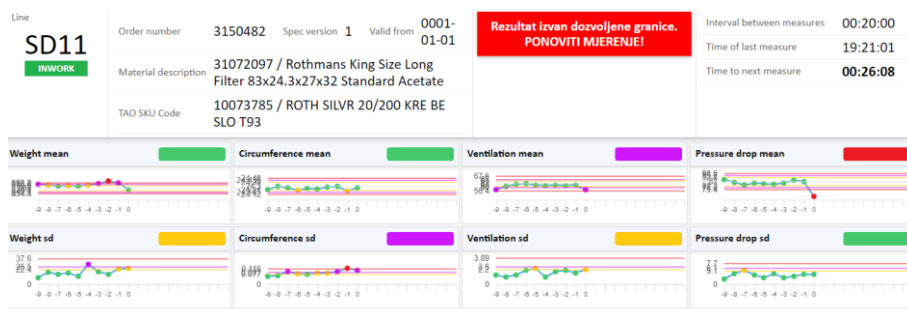 Line
SD11
INWORK
Order number 3150482 Spec version 1 Valid from 0001-01-01
Material description 31072097 / Rothmans King Size Long
Filter 83x24.3x27x32 Standard Acetate
TAO SKU Code 10073785 / ROTH SILVR 20/200 KRE BE
SLO T93
Rezultat izvan dozvoljene granice.
PONOVITI MJERENJE!
Interval between measures 00:20:00
Time of last measure 19:21:01
Time to next measure 00:26:08
Weight mean
-9 -8 -7 -6 -5 -4 -3 -2 -1 0
Circumference mean
-9 -8 -7 -6 -5 -4 -3 -2 -1 0
Ventilation mean
67.6
-9 -8 -7 -6 -5 -4 -3 -2 -1 0
Pressure drop mean
-9 -8 -7 -6 -5 -4 -3 -2 -1 0
Weight sd
37.6
0
-9 -8 -7 -6 -5 -4 -3 -2 -1 0
Circumference sd
0
-9 -8 -7 -6 -5 -4 -3 -2 -1 0
Ventilation sd
3.89
0
-9 -8 -7 -6 -5 -4 -3 -2 -1 0
Pressure drop sd
7.7
0
-9 -8 -7 -6 -5 -4 -3 -2 -1 0